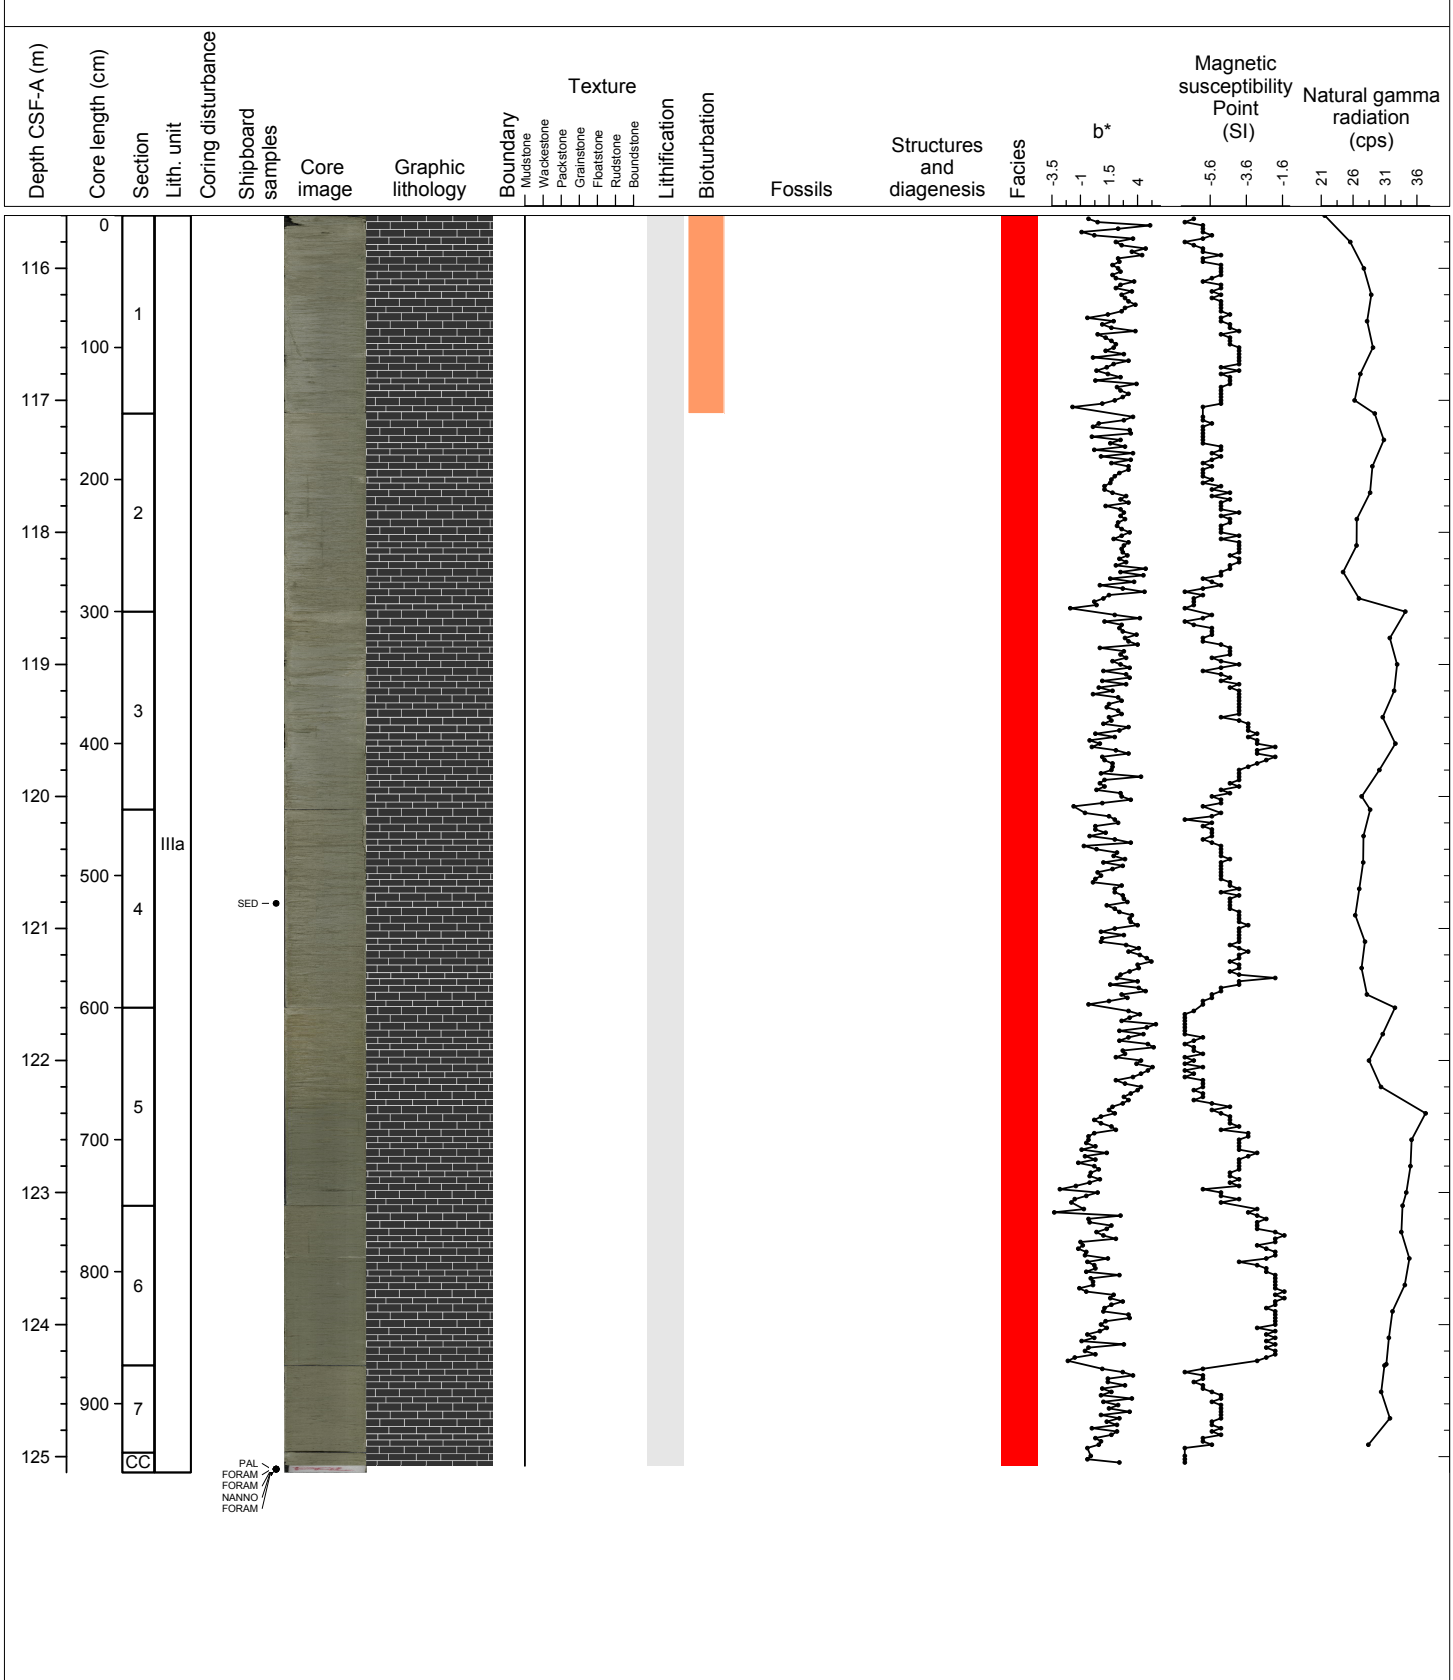 Depth CSF-A (m)
Core length (cm)
Section
Lith. unit
Coring disturbance
Shipboard
samples
Core
image
Graphic
lithology
Boundary
Texture
Mudstone
Wackestone
Packstone
Grainstone
Floatstone
Rudstone
Boundstone
Lithification
Bioturbation
Fossils
Structures
and
diagenesis
Facies
b*
-3.5
-1
1.5
4
Magnetic
susceptibility
Point
(SI)
-5.6
-3.6
-1.6
Natural gamma
radiation
(cps)
21
26
31
36
116
117
118
119
120
121
122
123
124
125
0
100
200
300
400
500
600
700
800
900
1
2
3
4
5
6
7
CC
IIIa
SED
PAL
FORAM
FORAM
NANNO
FORAM